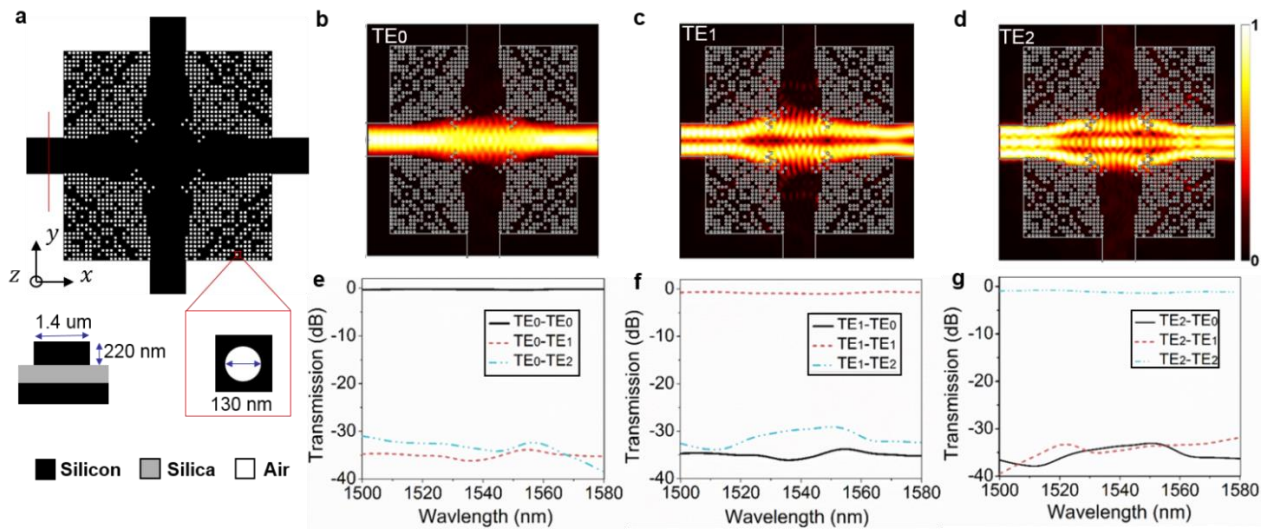 a
y
z
x
1.4 um
220 nm
130 nm
Silicon
Silica
Air
b
TE0
c
TE1
d
TE2
1
0
e
0
-10
-20
-30
-40
Transmission (dB)
TE0-TE0
TE0-TE1
TE0-TE2
1500
1520
1540
1560
1580
Wavelength (nm)
f
0
-10
-20
-30
-40
Transmission (dB)
TE1-TE0
TE1-TE1
TE1-TE2
1500
1520
1540
1560
1580
Wavelength (nm)
g
0
-10
-20
-30
-40
Transmission (dB)
TE2-TE0
TE2-TE1
TE2-TE2
1500
1520
1540
1560
1580
Wavelength (nm)